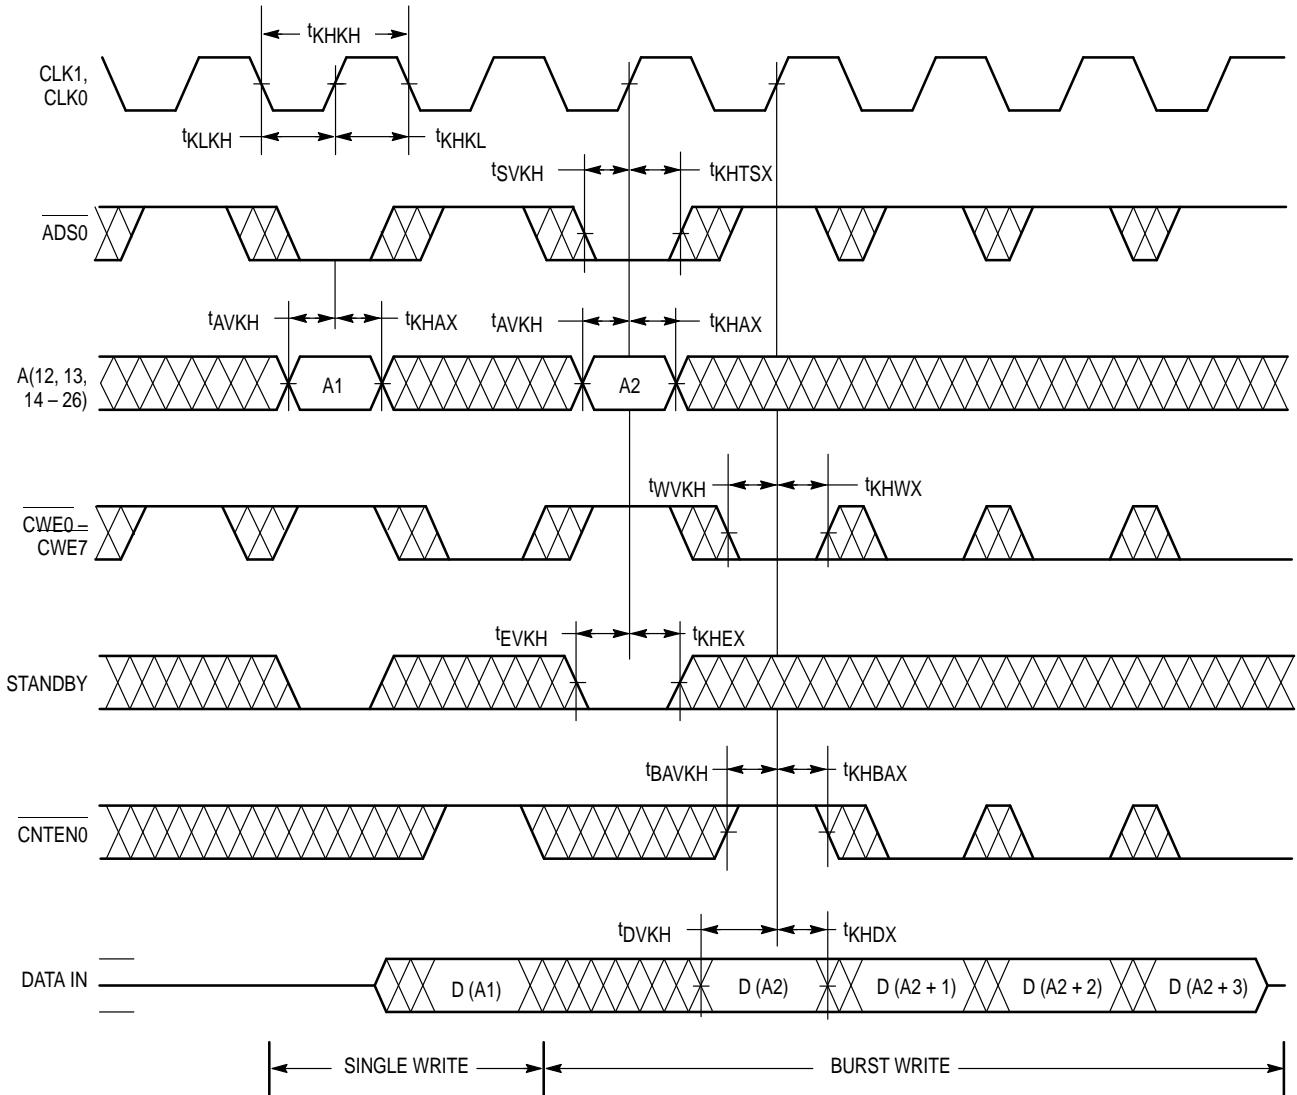 tKHKH
CLK1,
CLK0
tKLKH
tKHKL
tSVKH
tKHTSX
ADS0
tAVKH
tKHAX
tAVKH
tKHAX
A(12, 13,
14 – 26)
A1
A2
tWVKH
tKHWX
CWE0 –
CWE7
tEVKH
tKHEX
STANDBY
tBAVKH
tKHBAX
CNTEN0
tDVKH
tKHDX
DATA IN
D (A1)
D (A2)
D (A2 + 1)
D (A2 + 2)
D (A2 + 3)
SINGLE WRITE
BURST WRITE